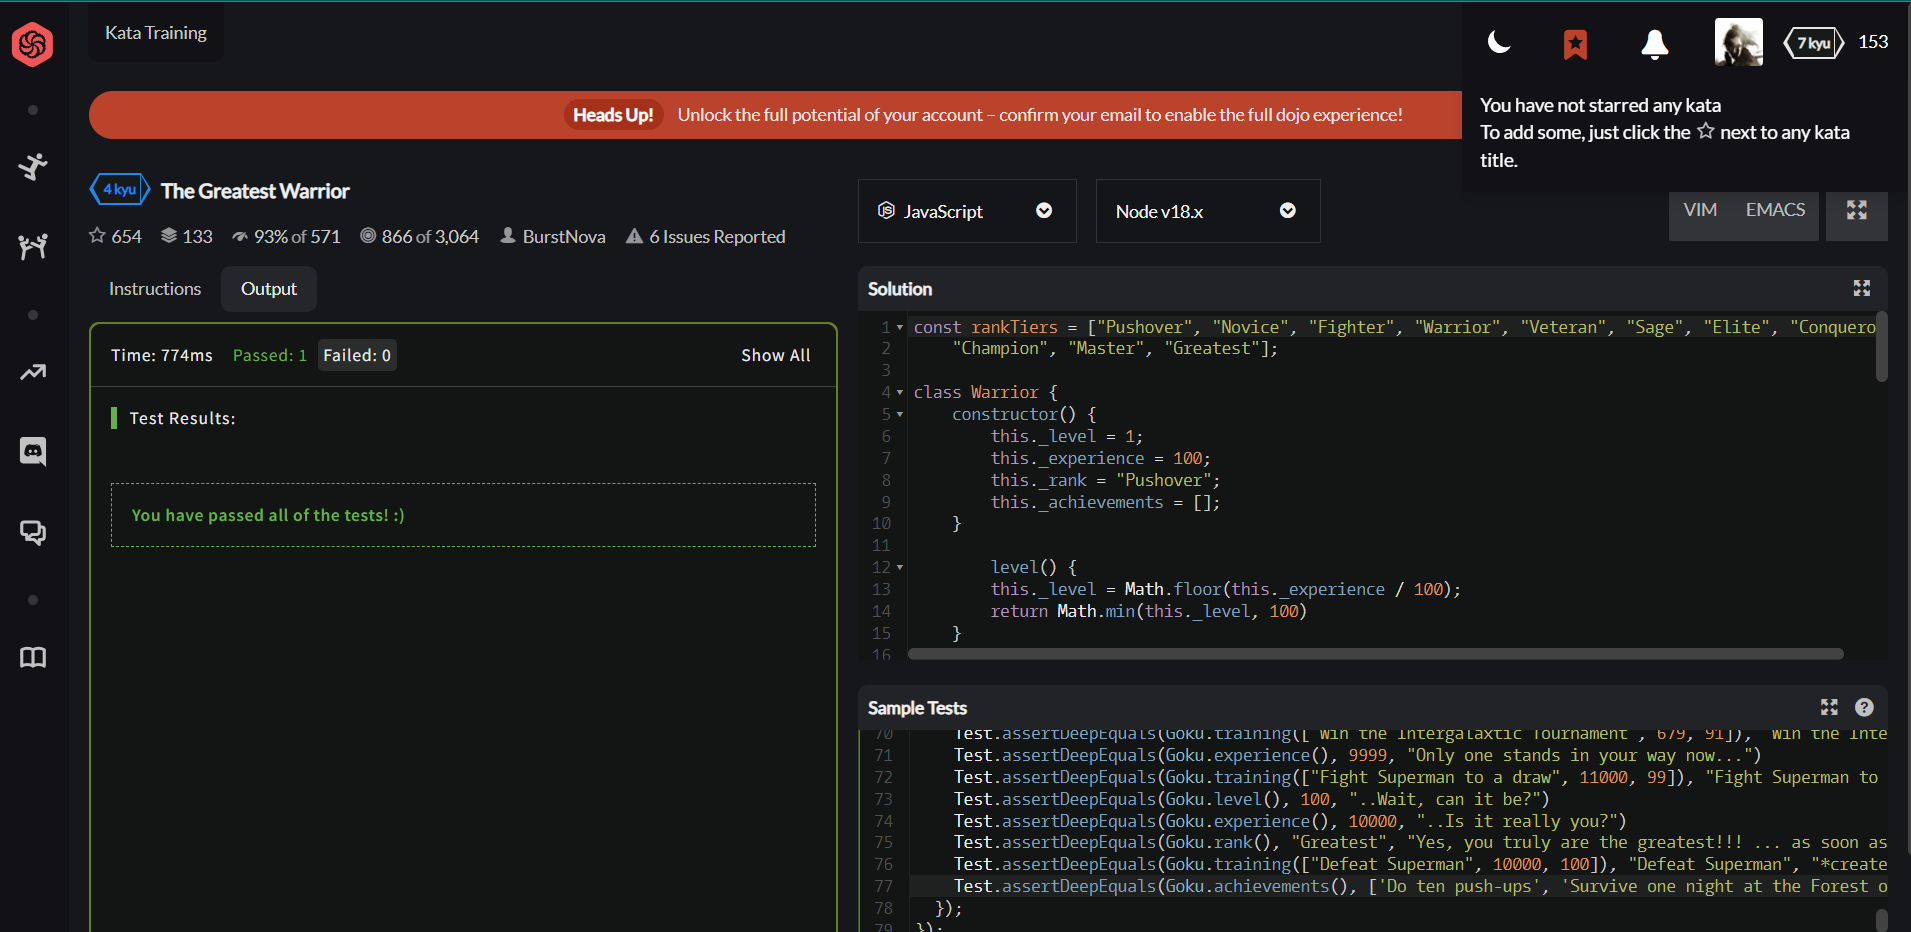 Kata Training
7 kyu 153
Heads Up! Unlock the full potential of your account – confirm your email to enable the full dojo experience!
You have not starred any kata
To add some, just click the ☆ next to any kata
title.
4 kyu The Greatest Warrior
654 133 93% of 571 866 of 3,064 BurstNova 6 Issues Reported
JavaScript
Node v18.x
VIM EMACS
Instructions Output
Time: 774ms Passed: 1 Failed: 0 Show All
Test Results:
You have passed all of the tests! :)
Solution
1 const rankTiers = ["Pushover", "Novice", "Fighter", "Warrior", "Veteran", "Sage", "Elite", "Conquero
2 "Champion", "Master", "Greatest"];
3
4 class Warrior {
5 constructor() {
6 this._level = 1;
7 this._experience = 100;
8 this._rank = "Pushover";
9 this._achievements = [];
10 }
11
12 level() {
13 this._level = Math.floor(this._experience / 100);
14 return Math.min(this._level, 100)
15 }
16
Sample Tests
70 Test.assertDeepEquals(Goku.training(["Win the Intergalaxtic Tournament", 679, 91]), "Win the Inte
71 Test.assertDeepEquals(Goku.experience(), 9999, "Only one stands in your way now...")
72 Test.assertDeepEquals(Goku.training(["Fight Superman to a draw", 11000, 99]), "Fight Superman to
73 Test.assertDeepEquals(Goku.level(), 100, "..Wait, can it be?")
74 Test.assertDeepEquals(Goku.experience(), 10000, "..Is it really you?")
75 Test.assertDeepEquals(Goku.rank(), "Greatest", "Yes, you truly are the greatest!!! ... as soon as
76 Test.assertDeepEquals(Goku.training(["Defeat Superman", 10000, 100]), "Defeat Superman", "*create
77 Test.assertDeepEquals(Goku.achievements(), ['Do ten push-ups', 'Survive one night at the Forest o
78 });
79 });